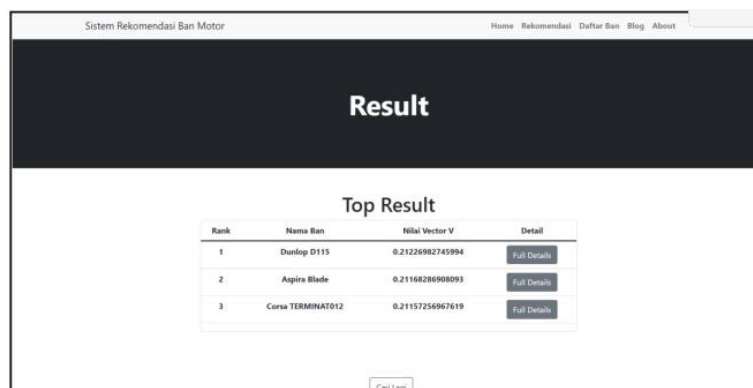 Sistem Rekomendasi Ban Motor Home Rekomendasi Daftar Ban Blog About
Result
Top Result
Rank Nama Ban Nilai Vector V Detail
1 Dunlop D115 0.21226982745994 Full Details
2 Aspira Blade 0.21168286908093 Full Details
3 Corsa TERMINAT012 0.21157256967619 Full Details
Cari Lagi